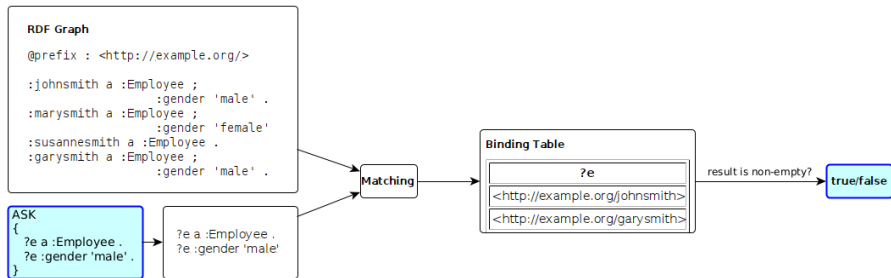 RDF Graph
@prefix : <http://example.org/>
:johnsmith a :Employee ;
:gender 'male' .
:marysmith a :Employee ;
:gender 'female'
:susannesmith a :Employee .
:garysmith a :Employee ;
:gender 'male' .
ASK
{
?e a :Employee .
?e :gender 'male' .
}
?e a :Employee .
?e :gender 'male'
Matching
Binding Table
?e
<http://example.org/johnsmith>
<http://example.org/garysmith>
result is non-empty?
true/false